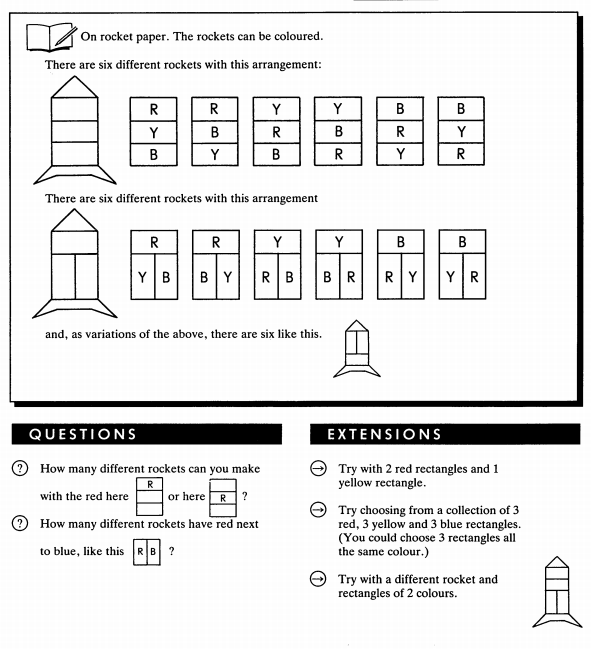 On rocket paper. The rockets can be coloured.
There are six different rockets with this arrangement:
R R Y Y B B
Y B R B R Y
B Y B R Y R
There are six different rockets with this arrangement
R R Y Y B B
Y B B Y R B B R R Y Y R
and, as variations of the above, there are six like this.
QUESTIONS
? How many different rockets can you make
R
with the red here or here R ?
? How many different rockets have red next
to blue, like this R B ?
EXTENSIONS
Try with 2 red rectangles and 1
yellow rectangle.
Try choosing from a collection of 3
red, 3 yellow and 3 blue rectangles.
(You could choose 3 rectangles all
the same colour.)
Try with a different rocket and
rectangles of 2 colours.